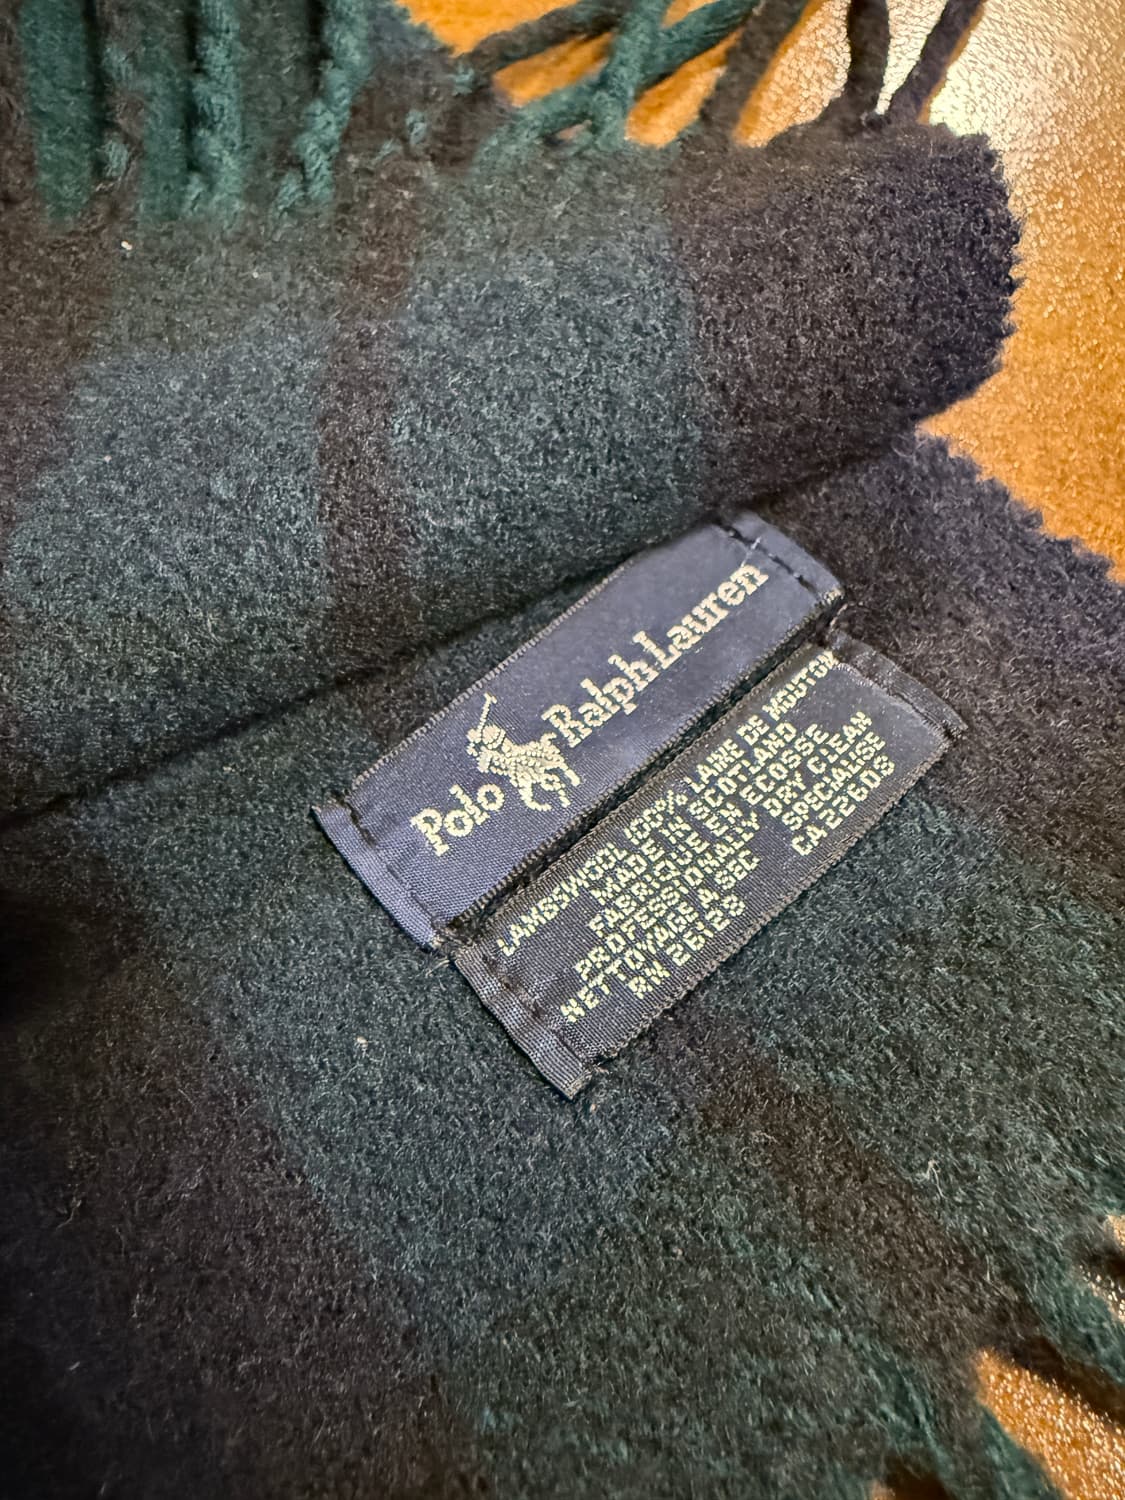 Polo Ralph Lauren
LAMBSWOOL 100% LAINE DE MOUTON
MADE IN SCOTLAND
FABRIQUE EN ECOSSE
PROFESSIONALLY DRY CLEAN
NETTOYAGE A SEC SPECIALISE
RN 26128 CA 22608